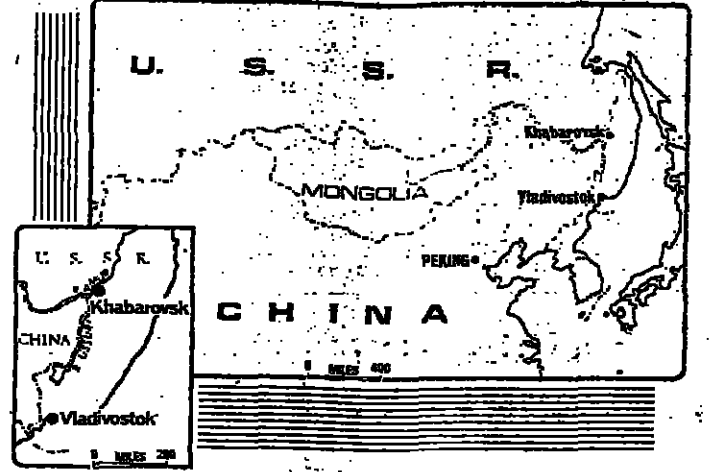 U. S. S. R.
Khabarovsk
MONGOLIA
Vladivostok
PEKING
CHINA
0 MILES 400
U. S. S. R.
Khabarovsk
CHINA
Vladivostok
0 MILES 200